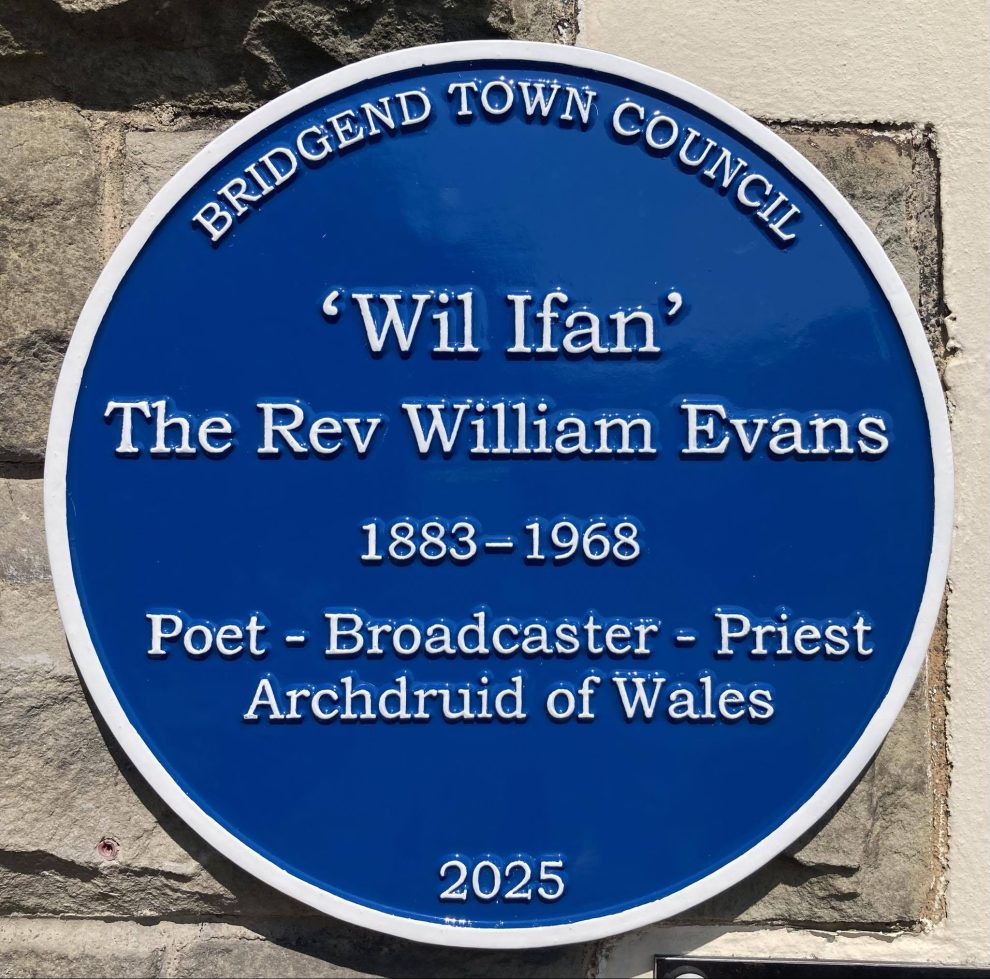 BRIDGEND TOWN COUNCIL
‘Wil Ifan’
The Rev William Evans
1883–1968
Poet - Broadcaster - Priest
Archdruid of Wales
2025